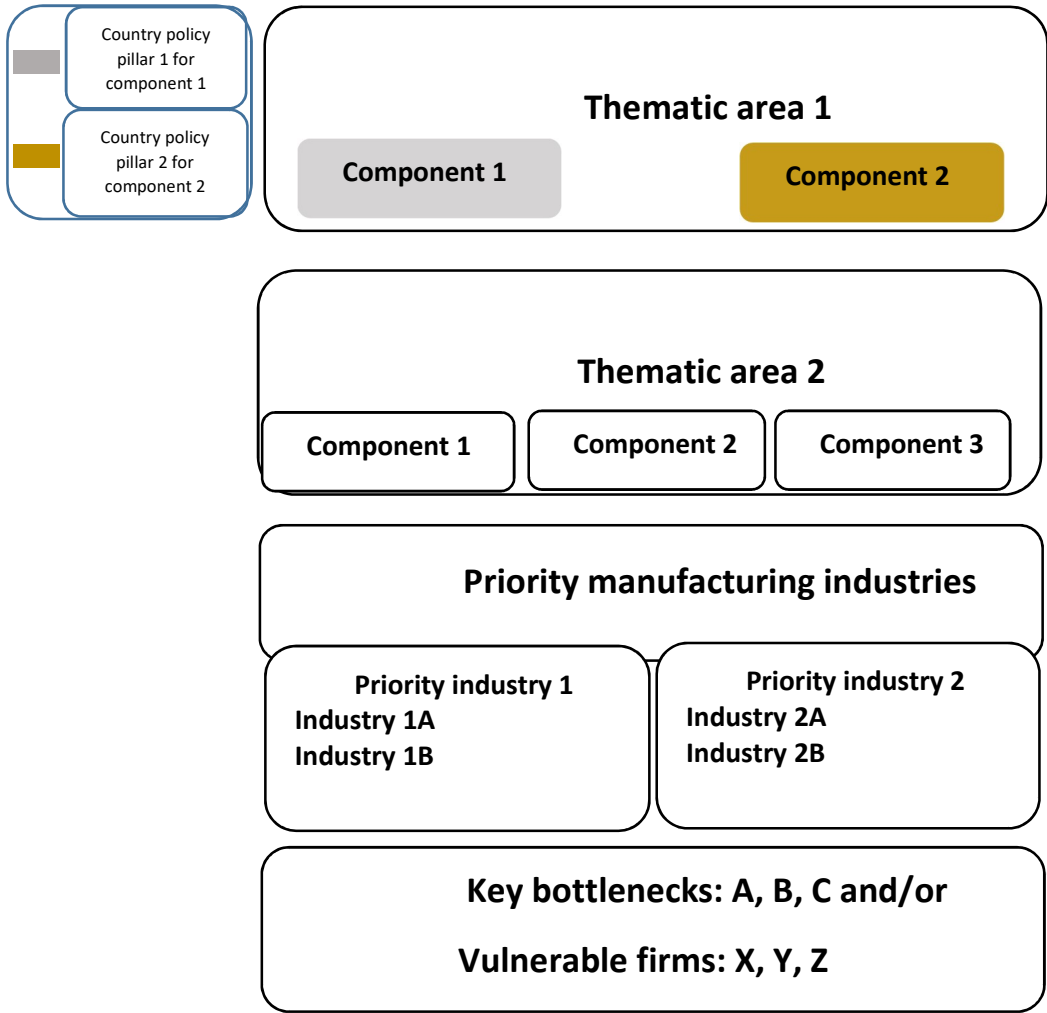 Country policy
pillar 1 for
component 1
Country policy
pillar 2 for
component 2
Thematic area 1
Component 1
Component 2
Thematic area 2
Component 1
Component 2
Component 3
Priority manufacturing industries
Priority industry 1
Industry 1A
Industry 1B
Priority industry 2
Industry 2A
Industry 2B
Key bottlenecks: A, B, C and/or
Vulnerable firms: X, Y, Z